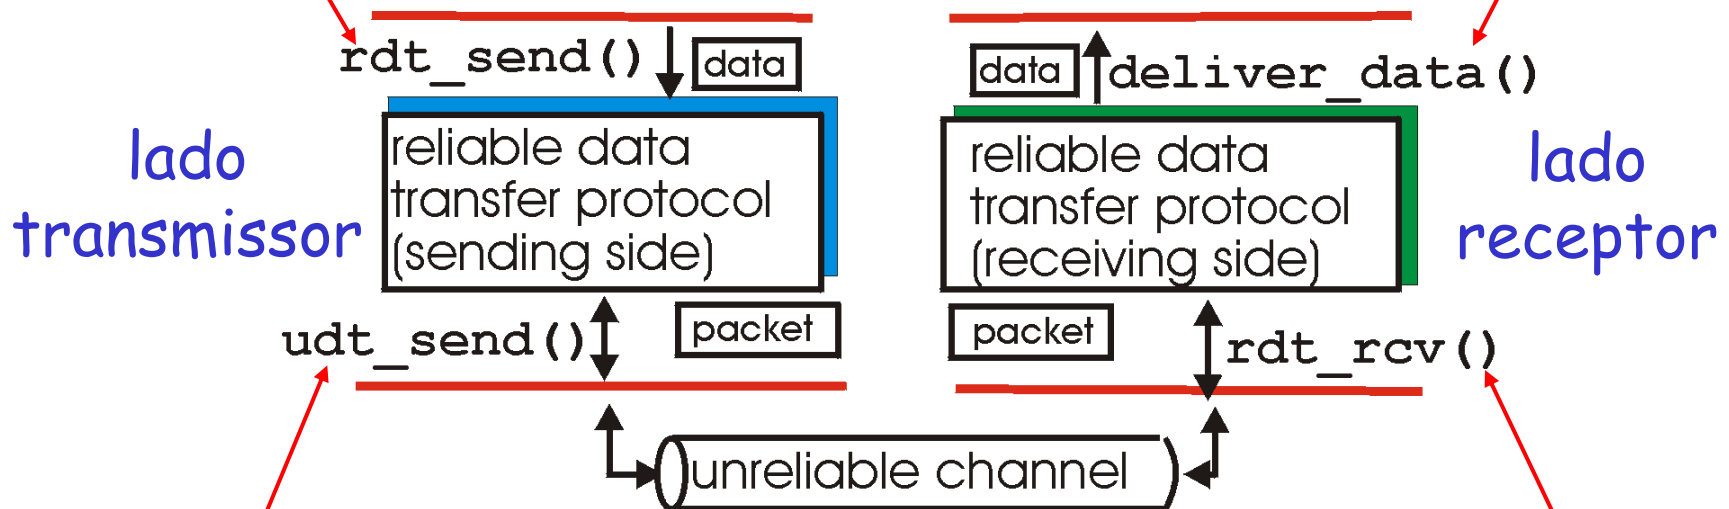 rdt_send()
data
data
deliver_data()
lado
transmissor
reliable data
transfer protocol
(sending side)
reliable data
transfer protocol
(receiving side)
lado
receptor
udt_send()
packet
packet
rdt_rcv()
unreliable channel